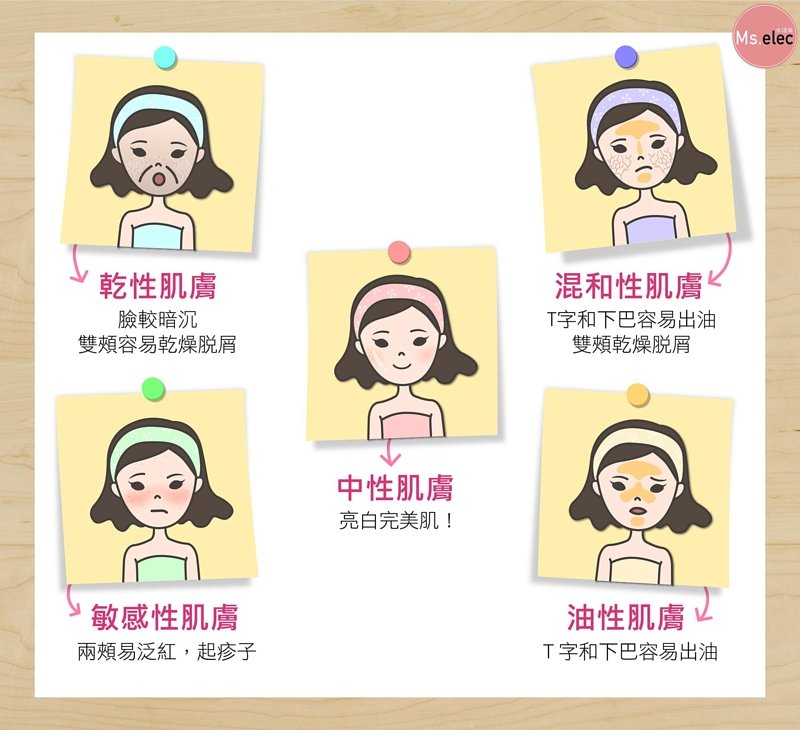 Ms.elec
乾性肌膚
臉較暗沉
雙頰容易乾燥脫屑
混和性肌膚
T字和下巴容易出油
雙頰乾燥脫屑
中性肌膚
亮白完美肌！
敏感性肌膚
兩頰易泛紅，起疹子
油性肌膚
T 字和下巴容易出油